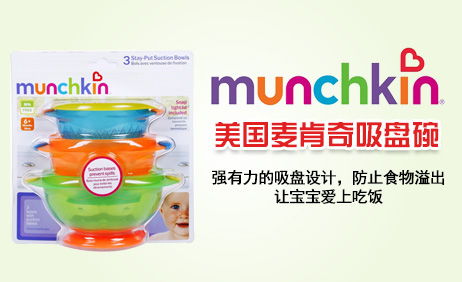 3 Stay-Put Suction Bowls
munchkin
6+
Suction bases
prevent spills
munchkin®
美国麦肯奇吸盘碗
强有力的吸盘设计，防止食物溢出
让宝宝爱上吃饭